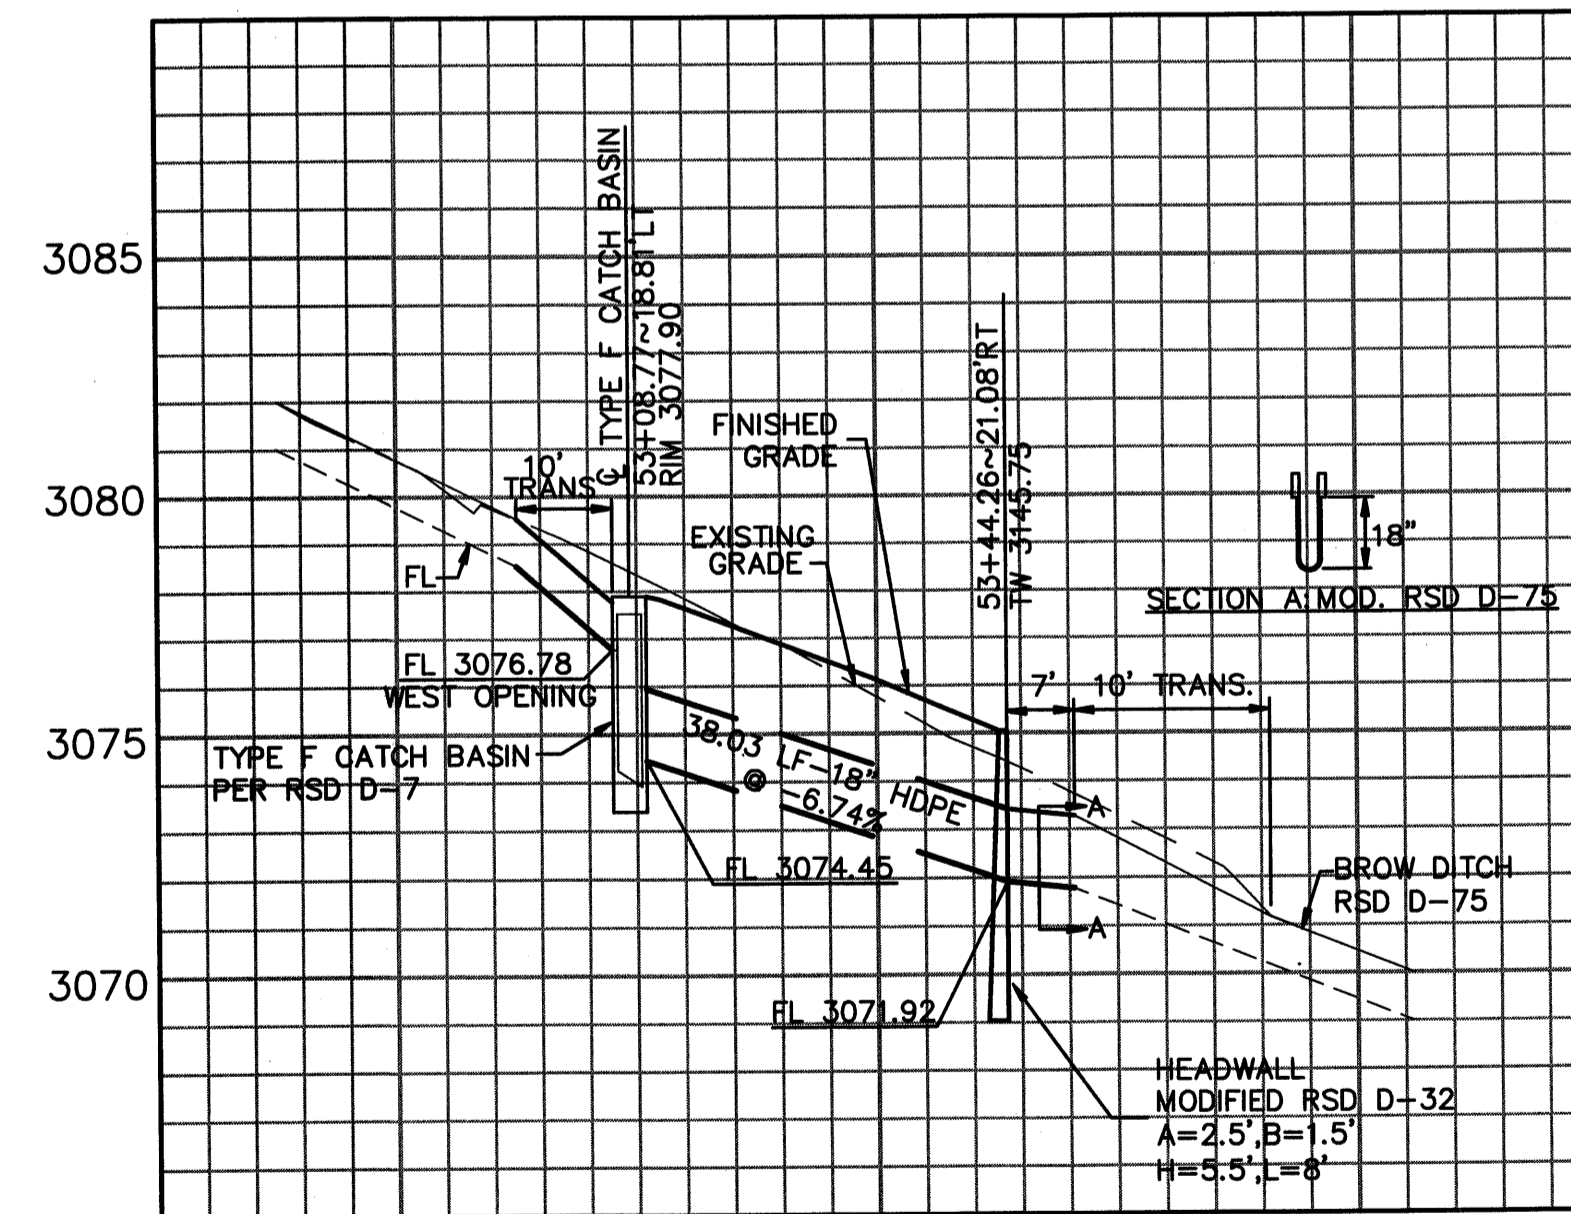 3085
3080
3075
3070
℄ TYPE F CATCH BASIN
53+08.77~18.81'LT
RIM 3077.90
10'
TRANS.
FINISHED
GRADE
EXISTING
GRADE
53+44.26~21.08'RT
TW 3145.75
18"
SECTION A: MOD. RSD D-75
FL
FL 3076.78
WEST OPENING
7'
10' TRANS.
TYPE F CATCH BASIN
PER RSD D-7
38.03 LF-18" HDPE
@ -6.74%
A
A
FL 3074.45
BROW DITCH
RSD D-75
FL 3071.92
HEADWALL
MODIFIED RSD D-32
A=2.5',B=1.5'
H=5.5',L=8'